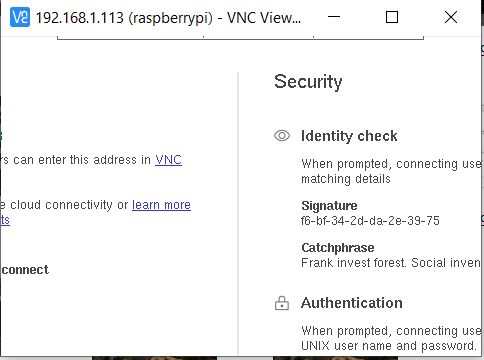 192.168.1.113 (raspberrypi) - VNC View...
can enter this address in VNC
cloud connectivity or learn more
connect
Security
Identity check
When prompted, connecting use
matching details
Signature
f6-bf-34-2d-da-2e-39-75
Catchphrase
Frank invest forest. Social inven
Authentication
When prompted, connecting use
UNIX user name and password.